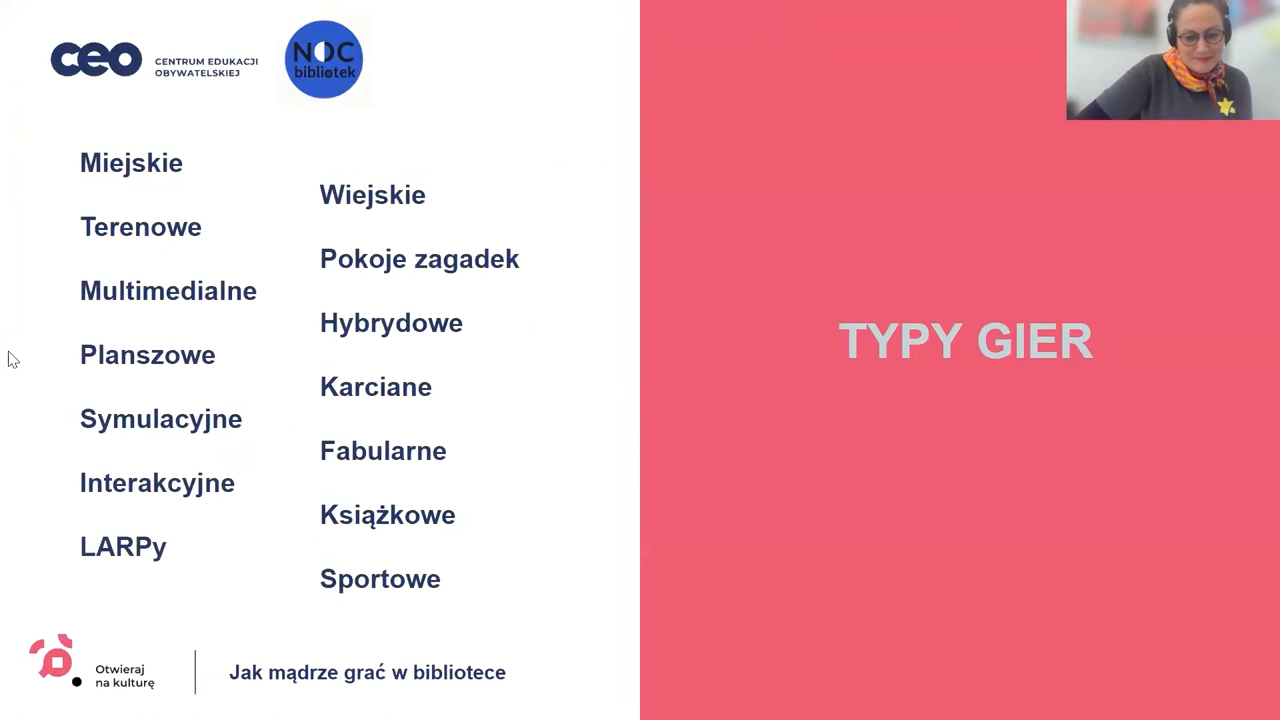 ceo
CENTRUM EDUKACJI
OBYWATELSKIEJ
NOC
bibliotek
Miejskie
Wiejskie
Terenowe
Pokoje zagadek
Multimedialne
Hybrydowe
Planszowe
Karciane
Symulacyjne
Fabularne
Interakcyjne
Książkowe
LARPy
Sportowe
TYPY GIER
Otwieraj
na kulturę
Jak mądrze grać w bibliotece